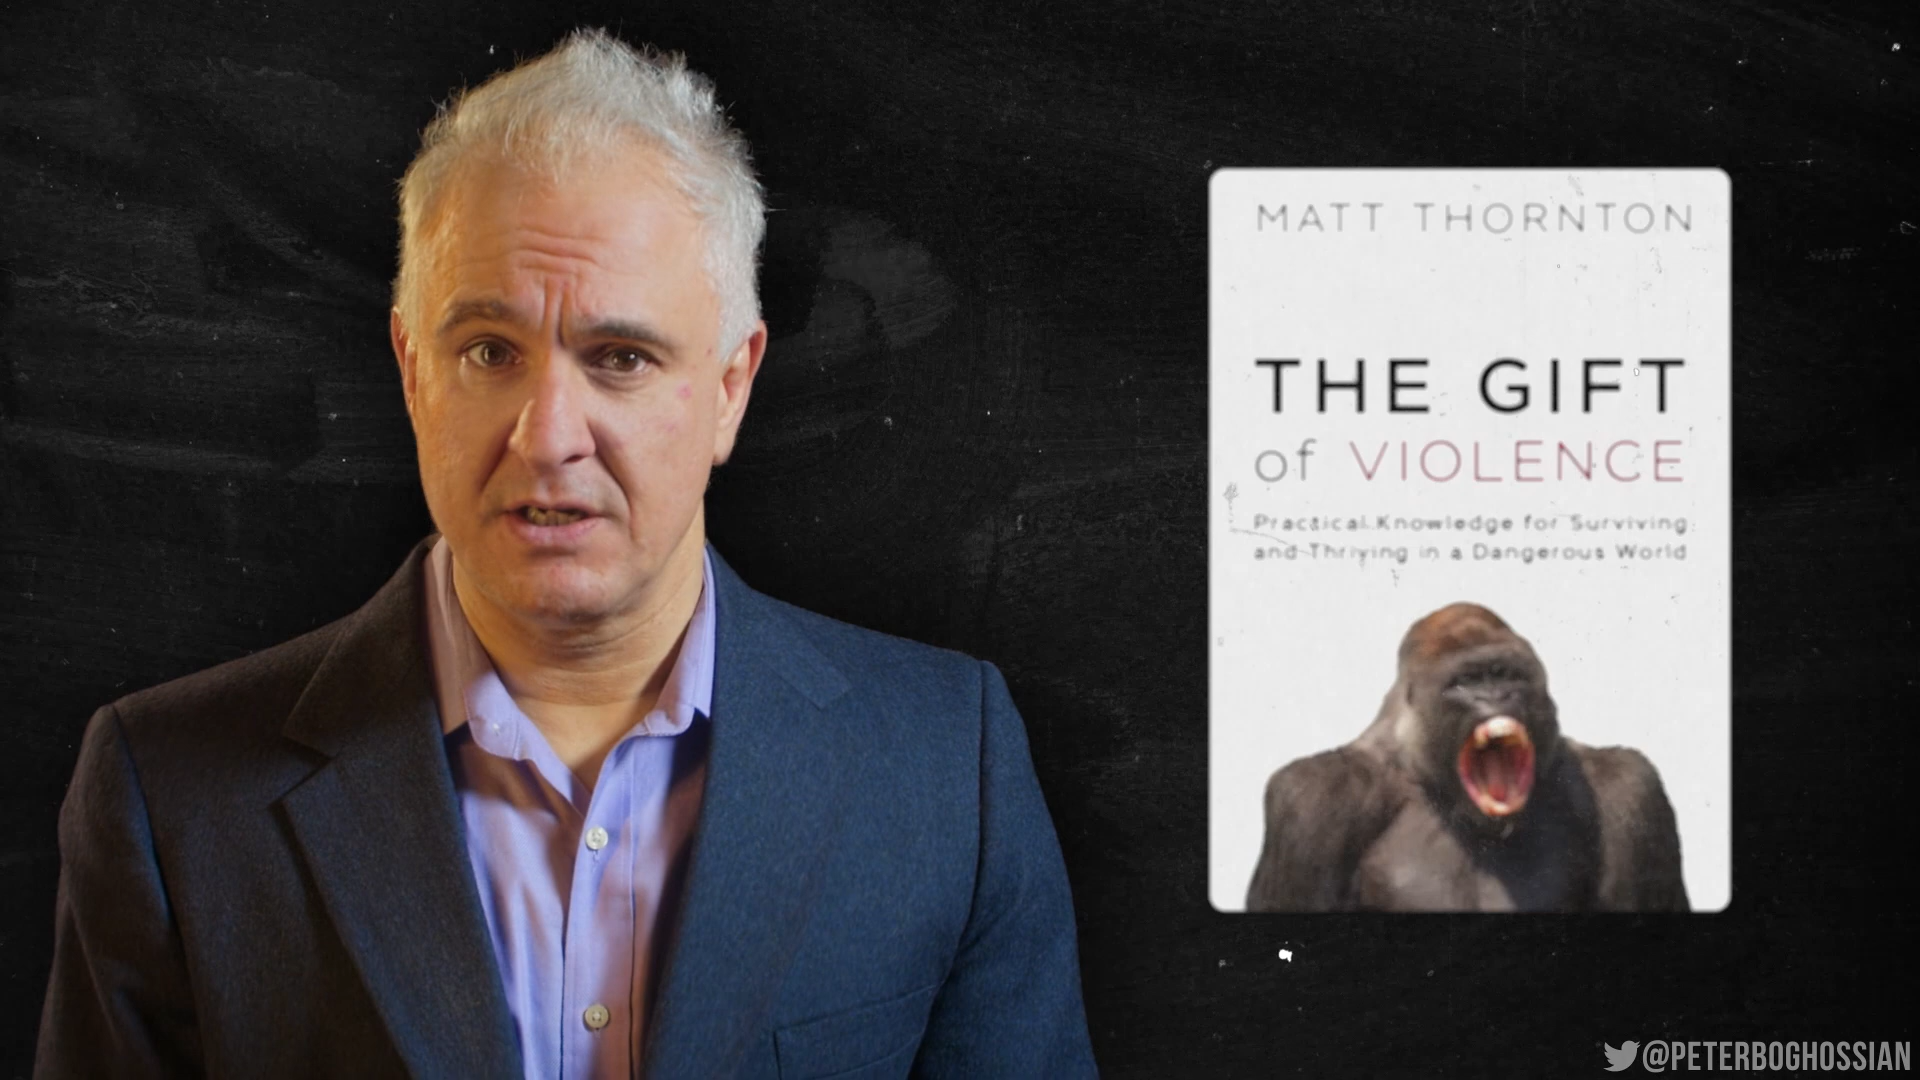 MATT THORNTON
THE GIFT
of VIOLENCE
Practical Knowledge for Surviving
and Thriving in a Dangerous World
@PETERBOGHOSSIAN